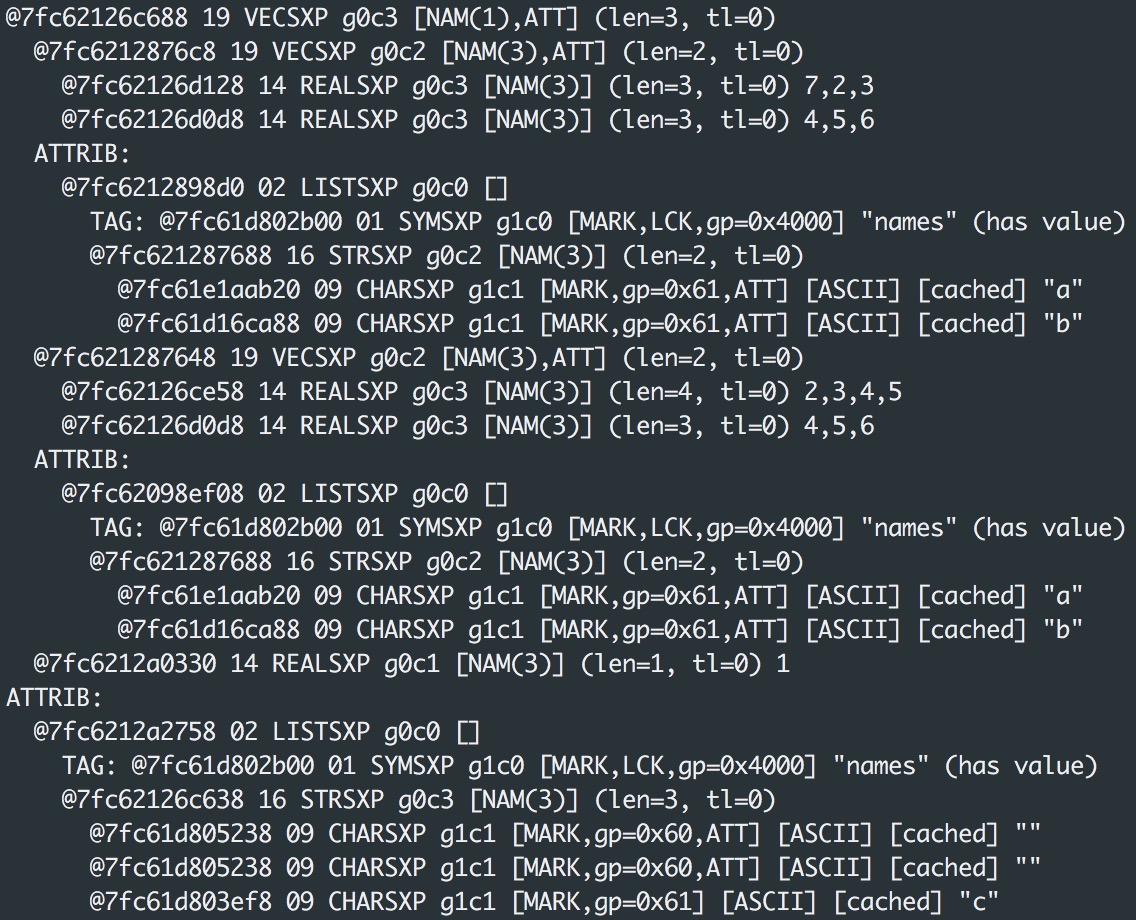 @7fc62126c688 19 VECSXP g0c3 [NAM(1),ATT] (len=3, tl=0)
@7fc6212876c8 19 VECSXP g0c2 [NAM(3),ATT] (len=2, tl=0)
@7fc62126d128 14 REALSXP g0c3 [NAM(3)] (len=3, tl=0) 7,2,3
@7fc62126d0d8 14 REALSXP g0c3 [NAM(3)] (len=3, tl=0) 4,5,6
ATTRIB:
@7fc6212898d0 02 LISTSXP g0c0 []
TAG: @7fc61d802b00 01 SYMSXP g1c0 [MARK,LCK,gp=0x4000] "names" (has value)
@7fc621287688 16 STRSXP g0c2 [NAM(3)] (len=2, tl=0)
@7fc61e1aab20 09 CHARSXP g1c1 [MARK,gp=0x61,ATT] [ASCII] [cached] "a"
@7fc61d16ca88 09 CHARSXP g1c1 [MARK,gp=0x61,ATT] [ASCII] [cached] "b"
@7fc621287648 19 VECSXP g0c2 [NAM(3),ATT] (len=2, tl=0)
@7fc62126ce58 14 REALSXP g0c3 [NAM(3)] (len=4, tl=0) 2,3,4,5
@7fc62126d0d8 14 REALSXP g0c3 [NAM(3)] (len=3, tl=0) 4,5,6
ATTRIB:
@7fc62098ef08 02 LISTSXP g0c0 []
TAG: @7fc61d802b00 01 SYMSXP g1c0 [MARK,LCK,gp=0x4000] "names" (has value)
@7fc621287688 16 STRSXP g0c2 [NAM(3)] (len=2, tl=0)
@7fc61e1aab20 09 CHARSXP g1c1 [MARK,gp=0x61,ATT] [ASCII] [cached] "a"
@7fc61d16ca88 09 CHARSXP g1c1 [MARK,gp=0x61,ATT] [ASCII] [cached] "b"
@7fc6212a0330 14 REALSXP g0c1 [NAM(3)] (len=1, tl=0) 1
ATTRIB:
@7fc6212a2758 02 LISTSXP g0c0 []
TAG: @7fc61d802b00 01 SYMSXP g1c0 [MARK,LCK,gp=0x4000] "names" (has value)
@7fc62126c638 16 STRSXP g0c3 [NAM(3)] (len=3, tl=0)
@7fc61d805238 09 CHARSXP g1c1 [MARK,gp=0x60,ATT] [ASCII] [cached] ""
@7fc61d805238 09 CHARSXP g1c1 [MARK,gp=0x60,ATT] [ASCII] [cached] ""
@7fc61d803ef8 09 CHARSXP g1c1 [MARK,gp=0x61] [ASCII] [cached] "c"